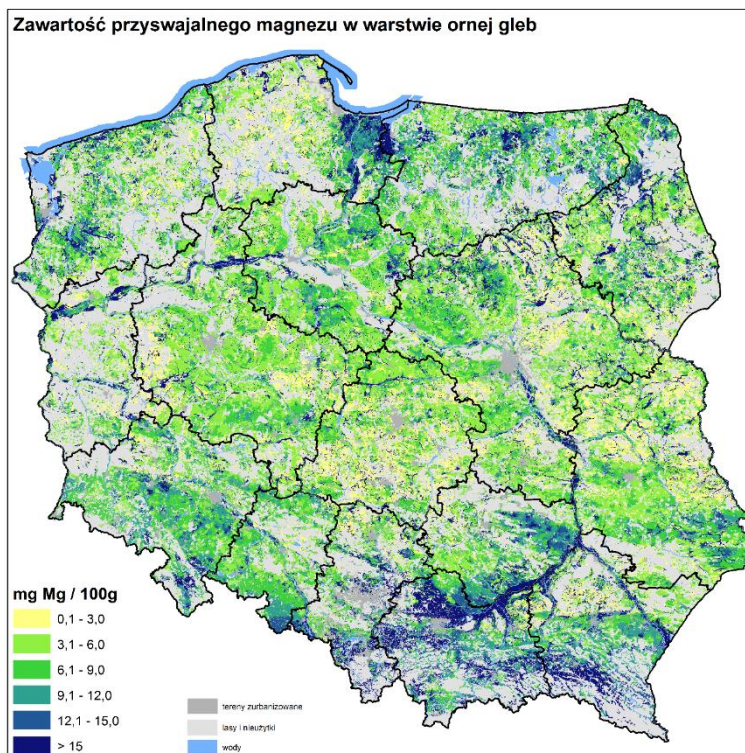 Zawartość przyswajalnego magnezu w warstwie ornej gleb
mg Mg / 100g
0,1 - 3,0
3,1 - 6,0
6,1 - 9,0
9,1 - 12,0
12,1 - 15,0
> 15
tereny zurbanizowane
lasy i nieużytki
wody